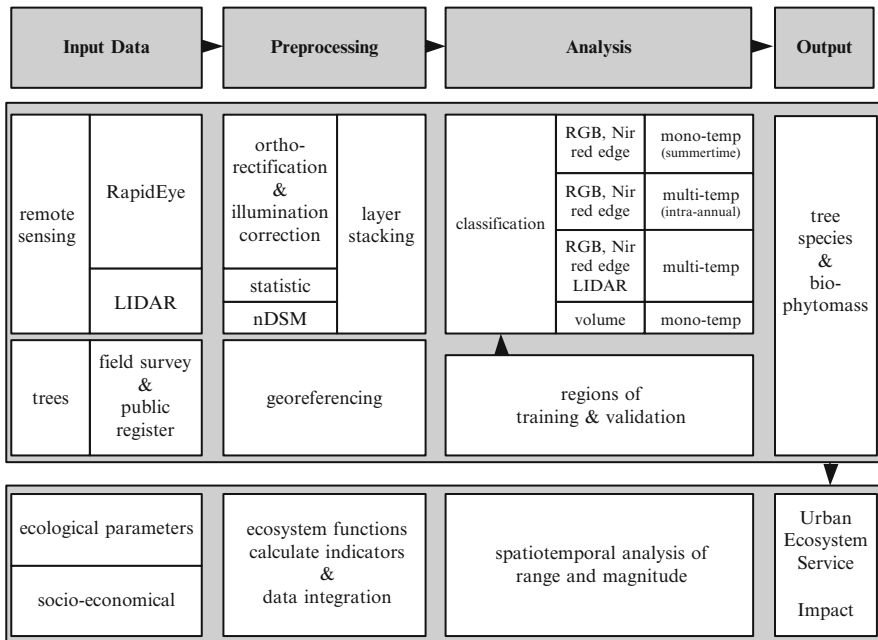 Input Data
Preprocessing
Analysis
Output
remote
sensing
RapidEye
LIDAR
ortho-
rectification
&
illumination
correction
statistic
nDSM
layer
stacking
classification
RGB, Nir
red edge
mono-temp
(summertime)
RGB, Nir
red edge
multi-temp
(intra-annual)
RGB, Nir
red edge
LIDAR
multi-temp
volume
mono-temp
tree
species
&
bio-
phytomass
trees
field survey
&
public
register
georeferencing
regions of
training & validation
ecological parameters
socio-economical
ecosystem functions
calculate indicators
&
data integration
spatiotemporal analysis of
range and magnitude
Urban
Ecosystem
Service
Impact